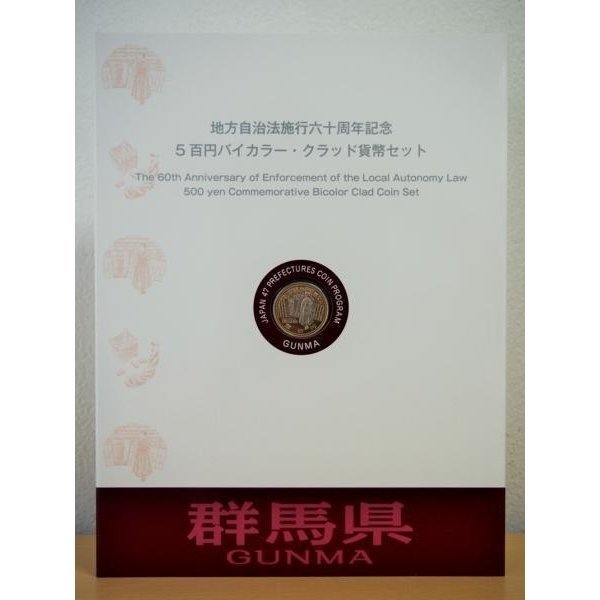 地方自治法施行六十周年記念
5百円バイカラー・クラッド貨幣セット
The 60th Anniversary of Enforcement of the Local Autonomy Law
500 yen Commemorative Bicolor Clad Coin Set
JAPAN 47 PREFECTURES COIN PROGRAM
GUNMA
群馬県
GUNMA